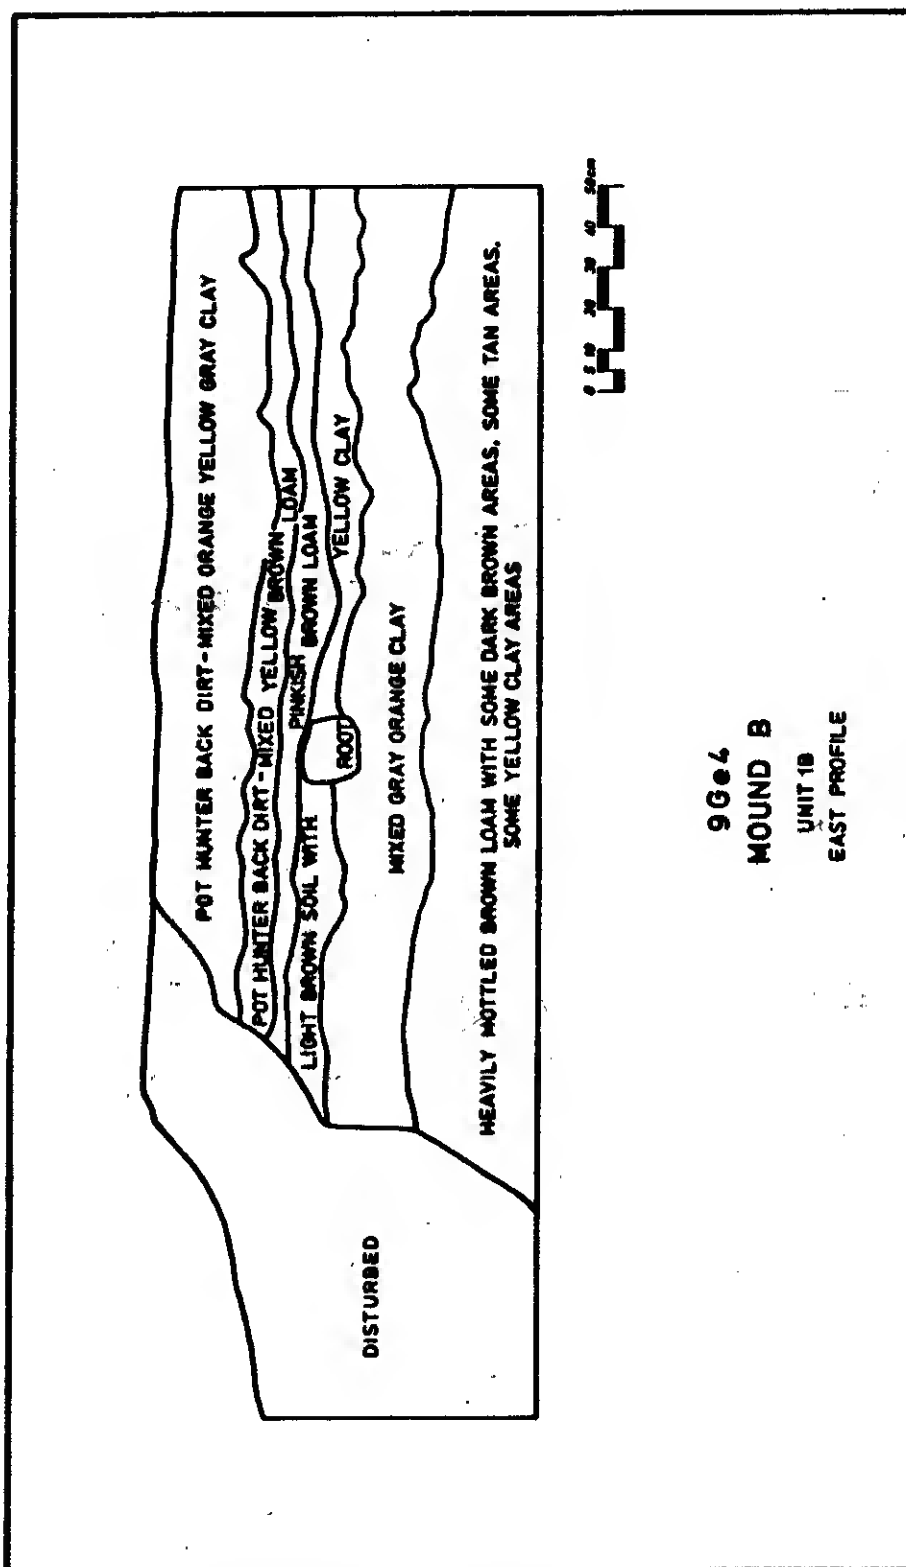 POT HUNTER BACK DIRT-MIXED ORANGE YELLOW GRAY CLAY
POT HUNTER BACK DIRT-MIXED YELLOW BROWN LOAM
LIGHT BROWN SOIL WITH PINKISH BROWN LOAM
ROOT
YELLOW CLAY
MIXED GRAY ORANGE CLAY
DISTURBED
HEAVILY MOTTLED BROWN LOAM WITH SOME DARK BROWN AREAS, SOME TAN AREAS,
SOME YELLOW CLAY AREAS
0 5 10 20 30 40 50cm
9Ge4
MOUND B
UNIT 1B
EAST PROFILE